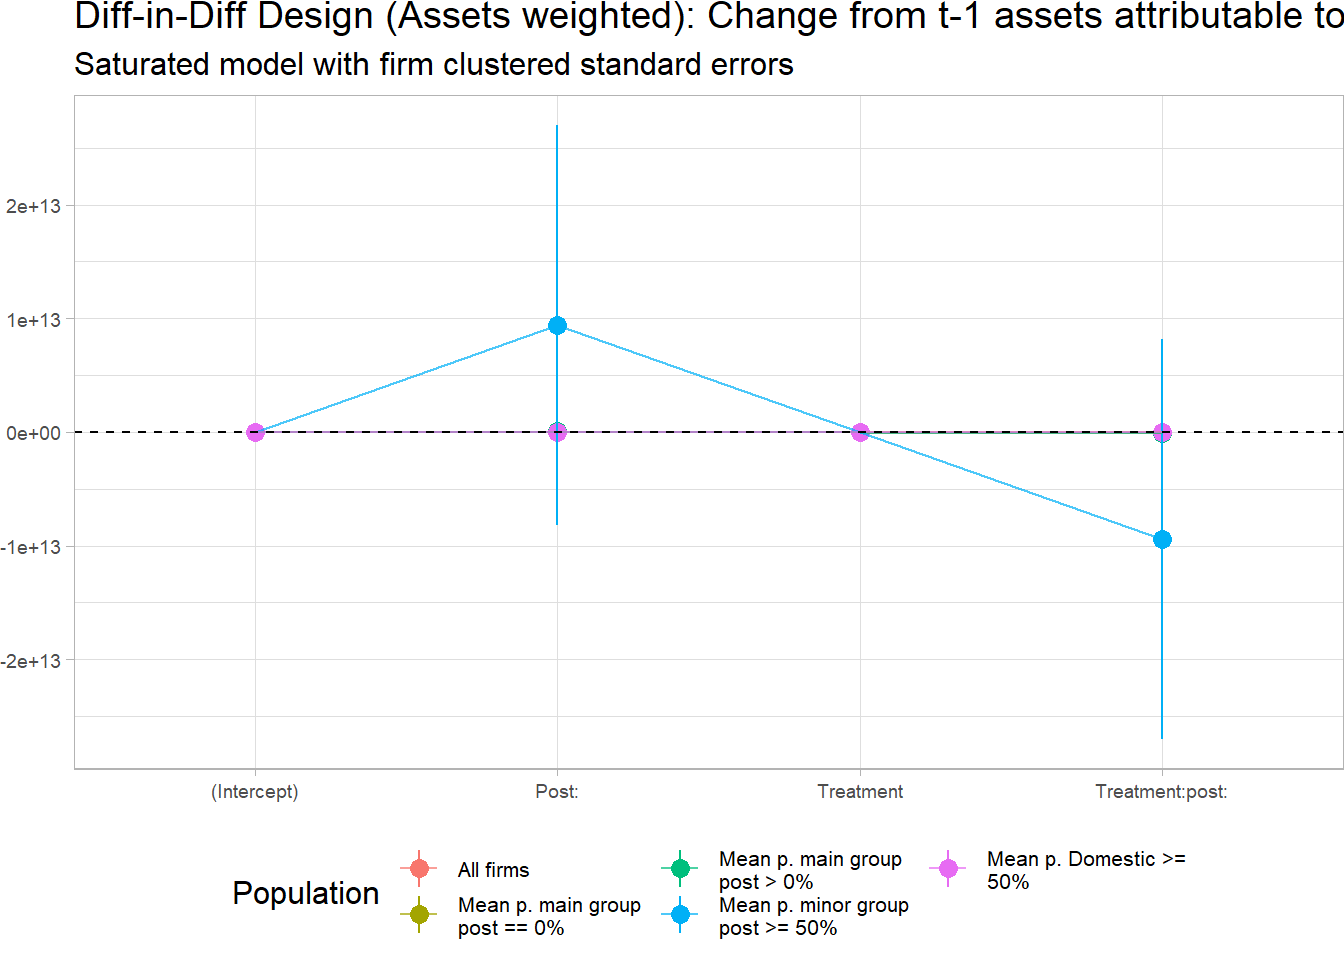 Diff-in-Diff Design (Assets weighted): Change from t-1 assets attributable to
Saturated model with firm clustered standard errors
2e+13
1e+13
0e+00
-1e+13
-2e+13
(Intercept)
Post:
Treatment
Treatment:post:
Population
All firms
Mean p. main group
post == 0%
Mean p. main group
post > 0%
Mean p. minor group
post >= 50%
Mean p. Domestic >=
50%